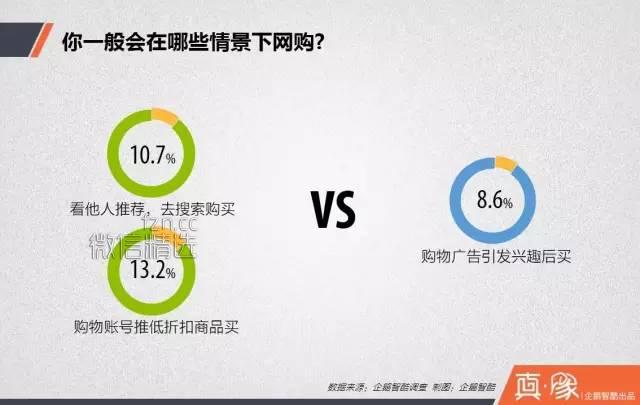 你一般会在哪些情景下网购?
10.7%
看他人推荐，去搜索购买
fzn.cc
微信精选
13.2%
购物账号推低折扣商品买
VS
8.6%
购物广告引发兴趣后买
数据来源：企鹅智酷调查 制图：企鹅智酷
真·像
企鹅智酷出品